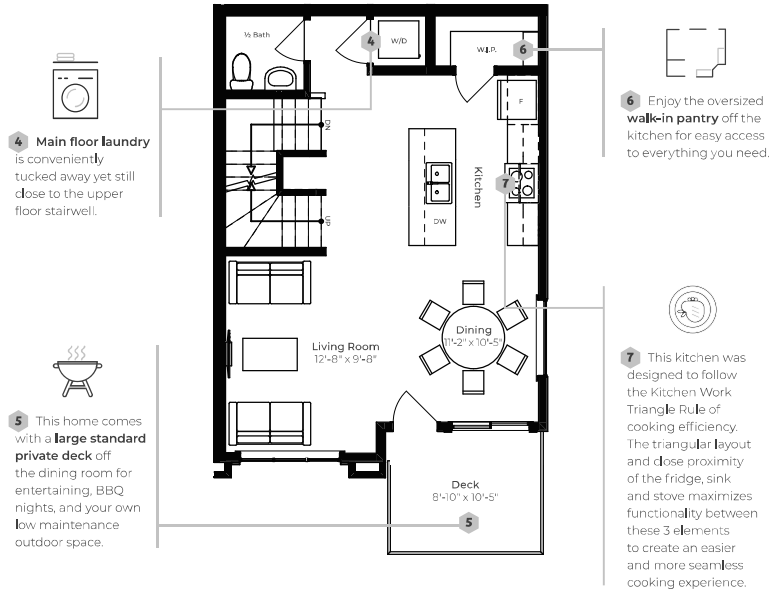 ½ Bath
4
W/D
W.I.P.
6
F
DN
UP
Kitchen
7
DW
Living Room
12'-8" x 9'-8"
Dining
11'-2" x 10'-5"
Deck
8'-10" x 10'-5"
5
4 Main floor laundry
is conveniently
tucked away yet still
close to the upper
floor stairwell.
5 This home comes
with a large standard
private deck off
the dining room for
entertaining, BBQ
nights, and your own
low maintenance
outdoor space.
6 Enjoy the oversized
walk-in pantry off the
kitchen for easy access
to everything you need.
7 This kitchen was
designed to follow
the Kitchen Work
Triangle Rule of
cooking efficiency.
The triangular layout
and close proximity
of the fridge, sink
and stove maximizes
functionality between
these 3 elements
to create an easier
and more seamless
cooking experience.